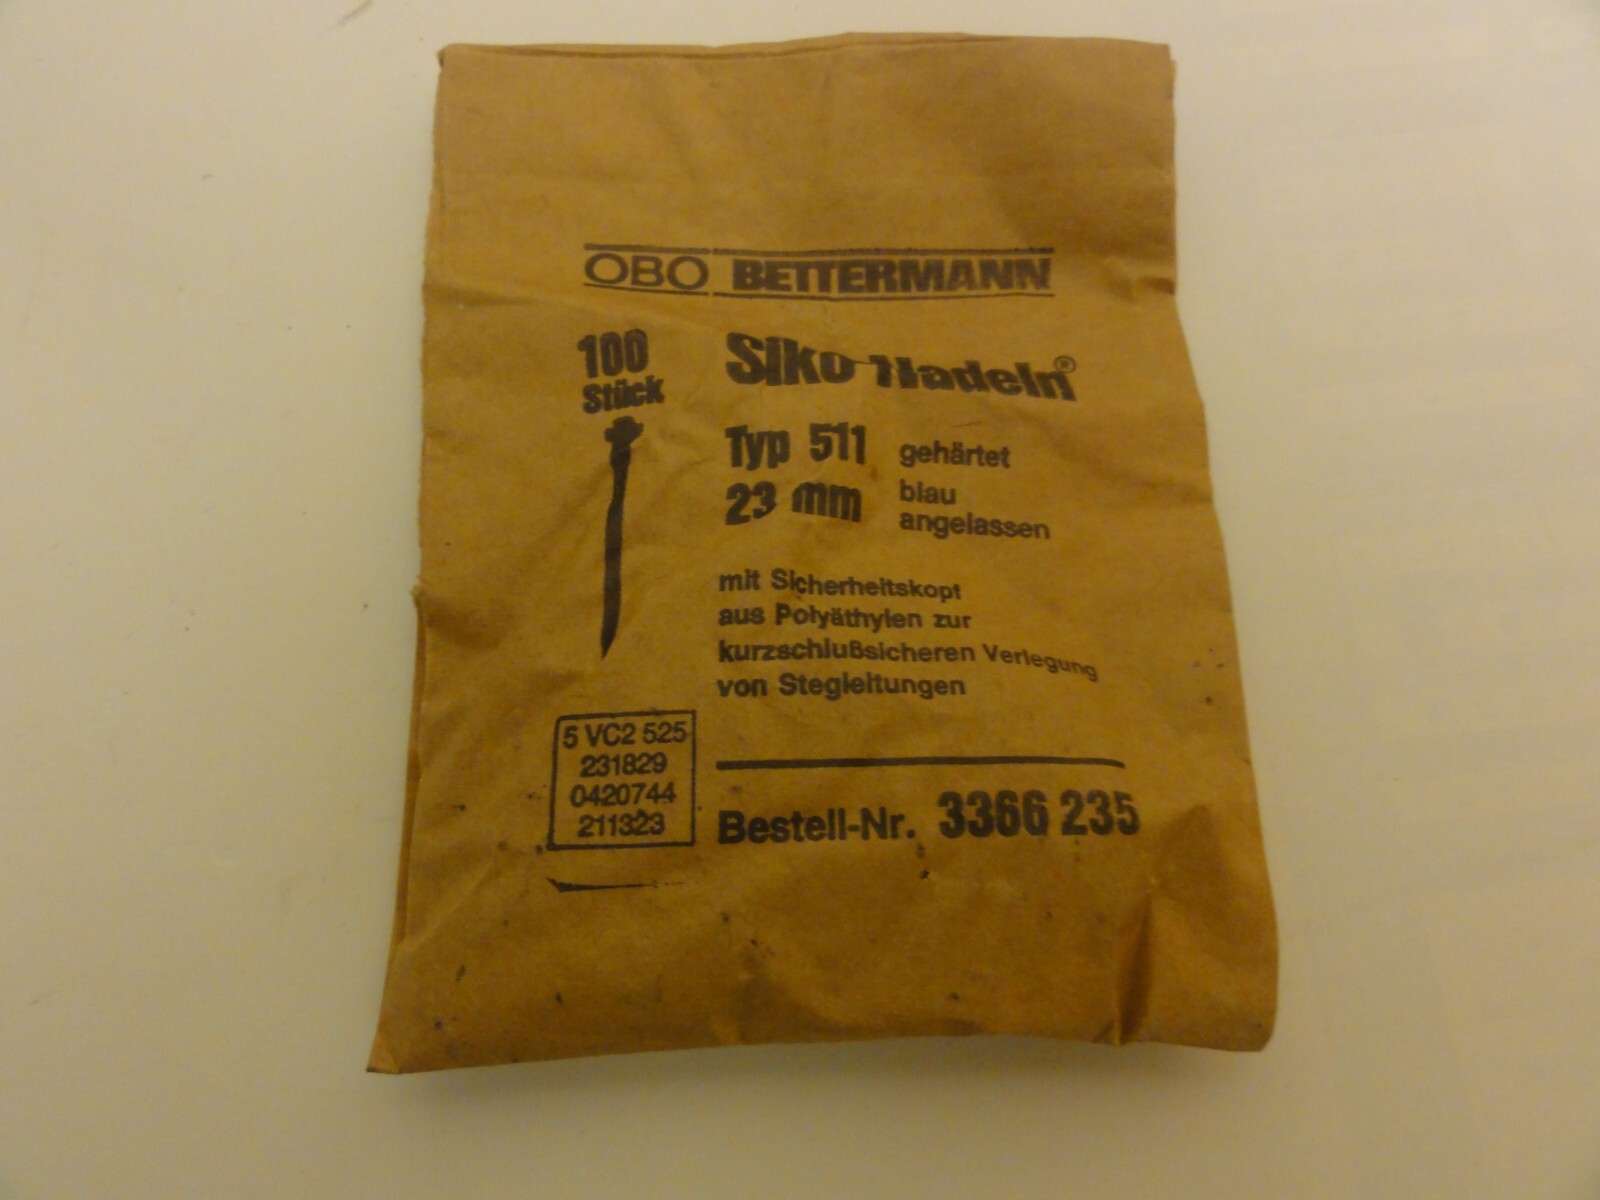 OBO BETTERMANN
100
Stück
Siko-Nadeln®
Typ 511 gehärtet
23 mm blau
angelassen
mit Sicherheitskopf
aus Polyäthylen zur
kurzschlußsicheren Verlegung
von Stegleitungen
5 VC2 525
231829
0420744
211323
Bestell-Nr. 3366 235